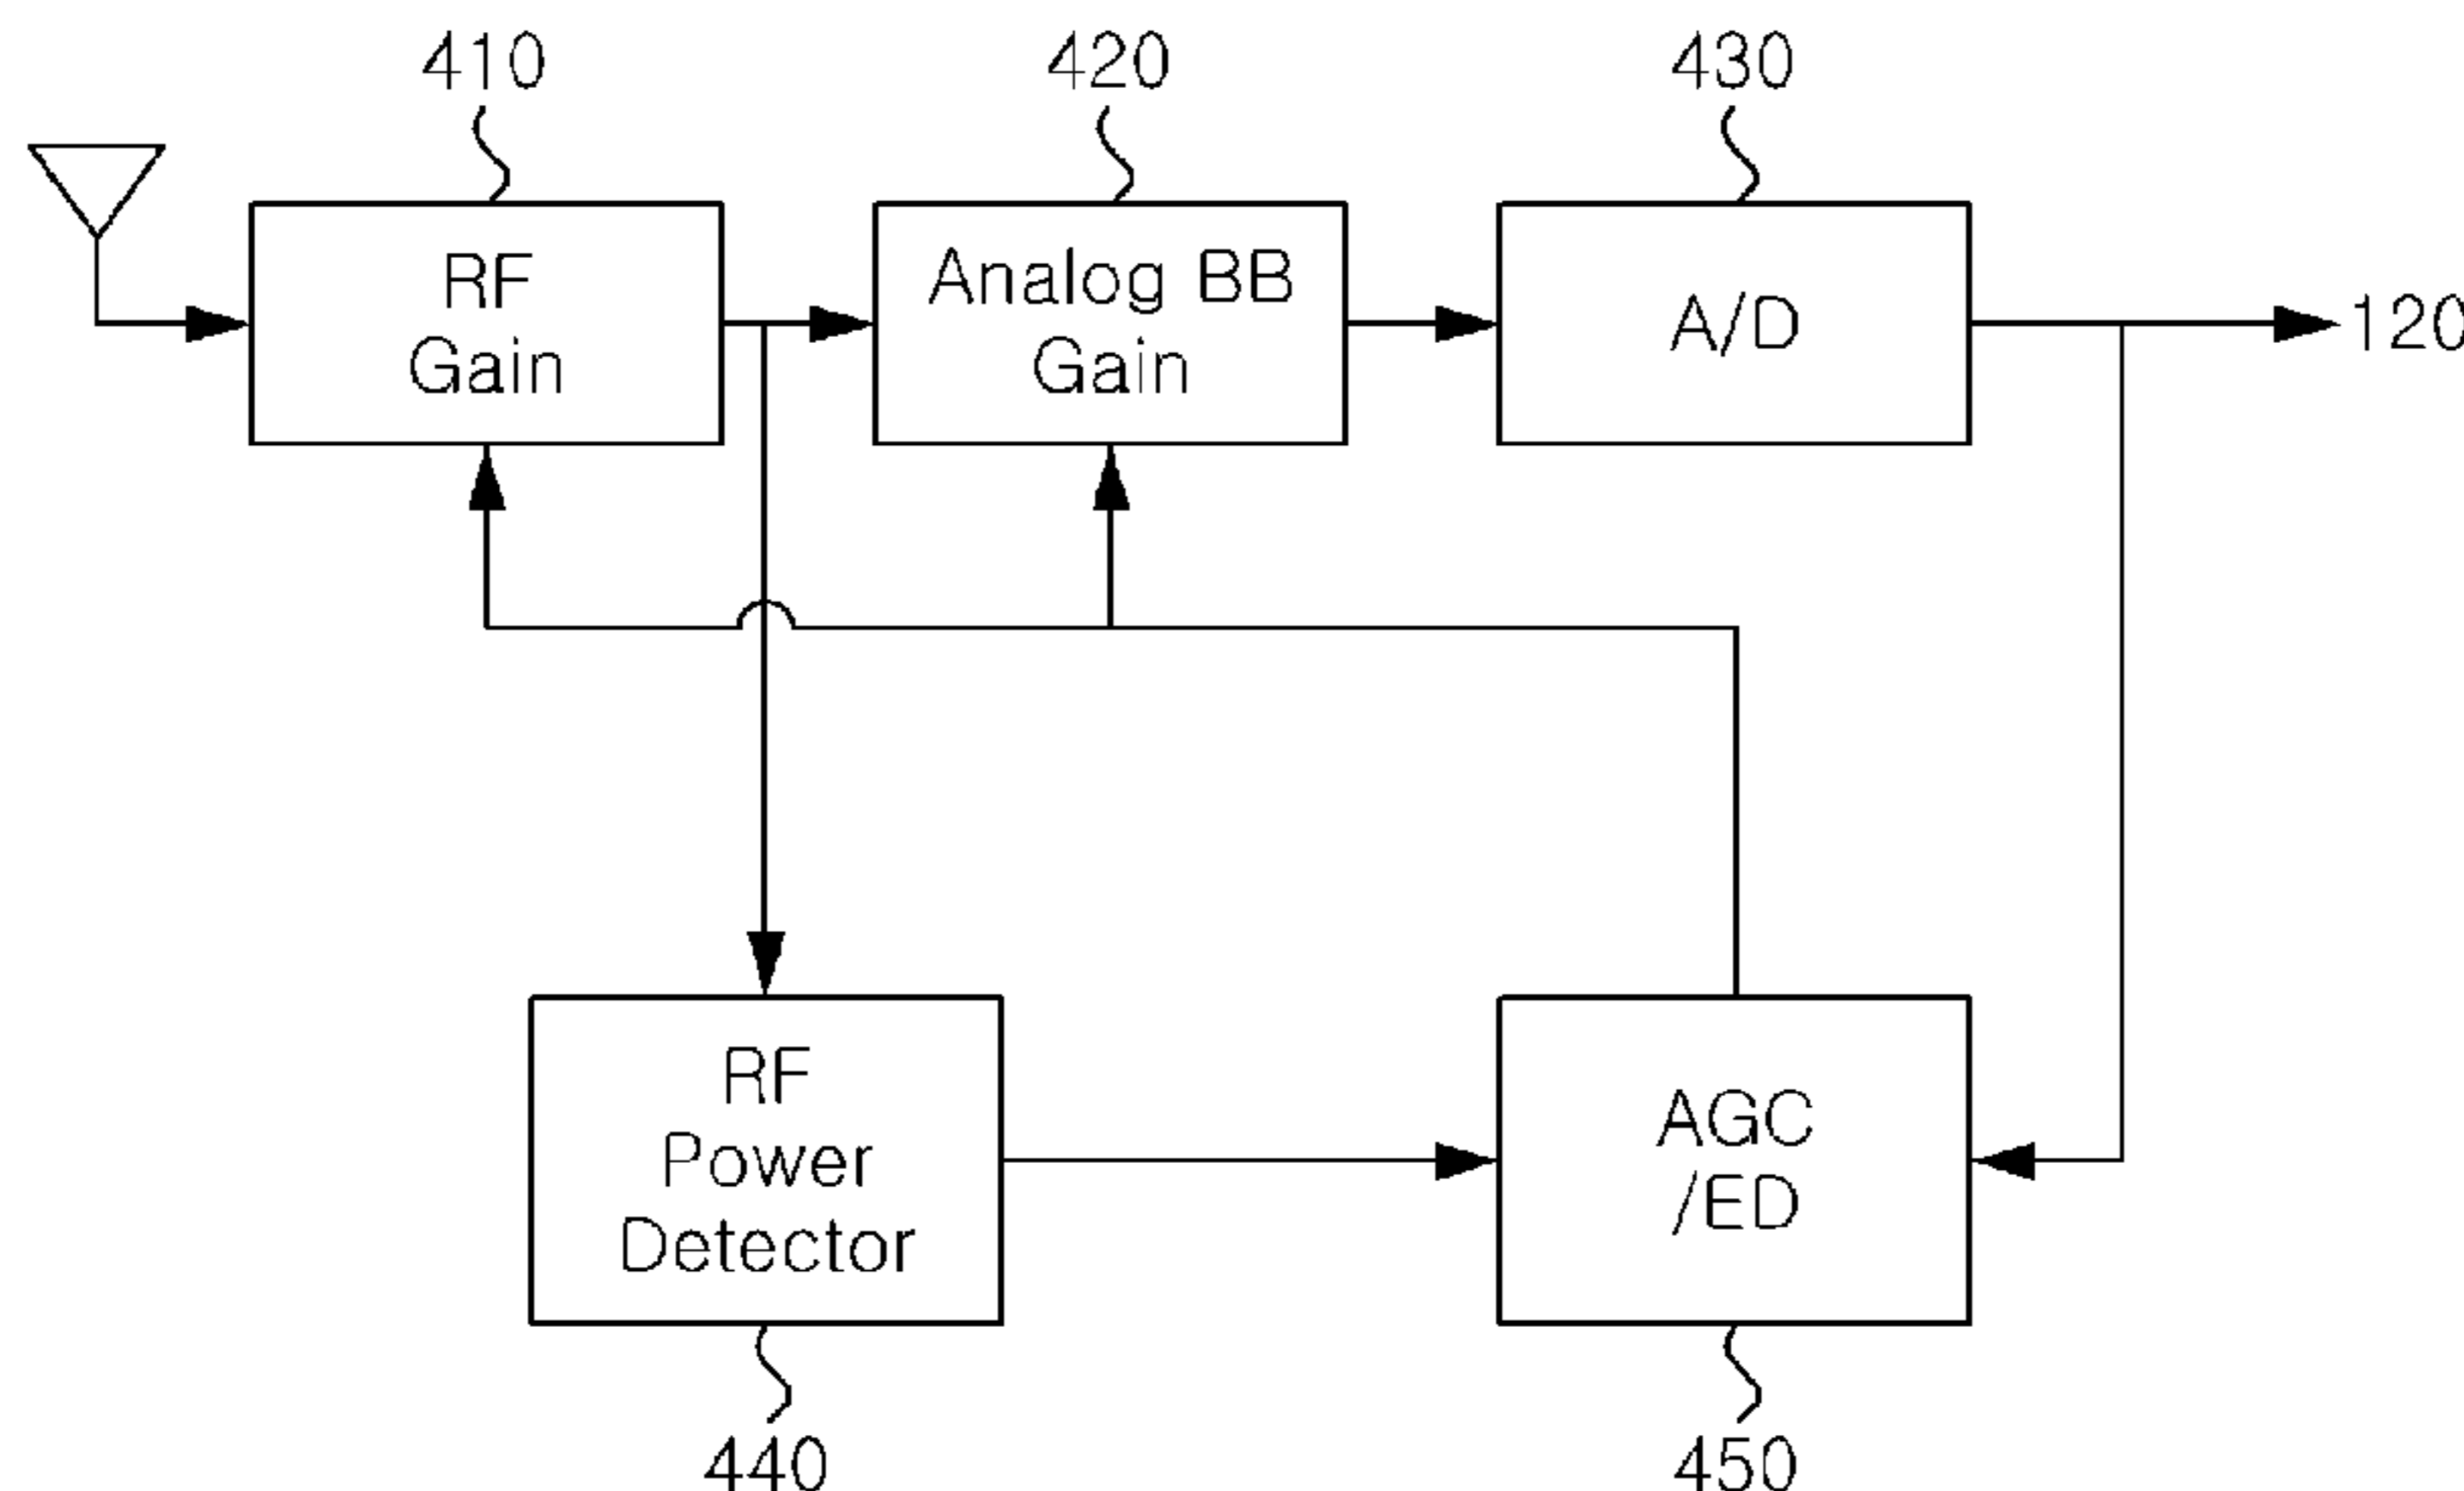 410
420
430
RF
Gain
Analog BB
Gain
A/D
120
RF
Power
Detector
AGC
/ED
440
450